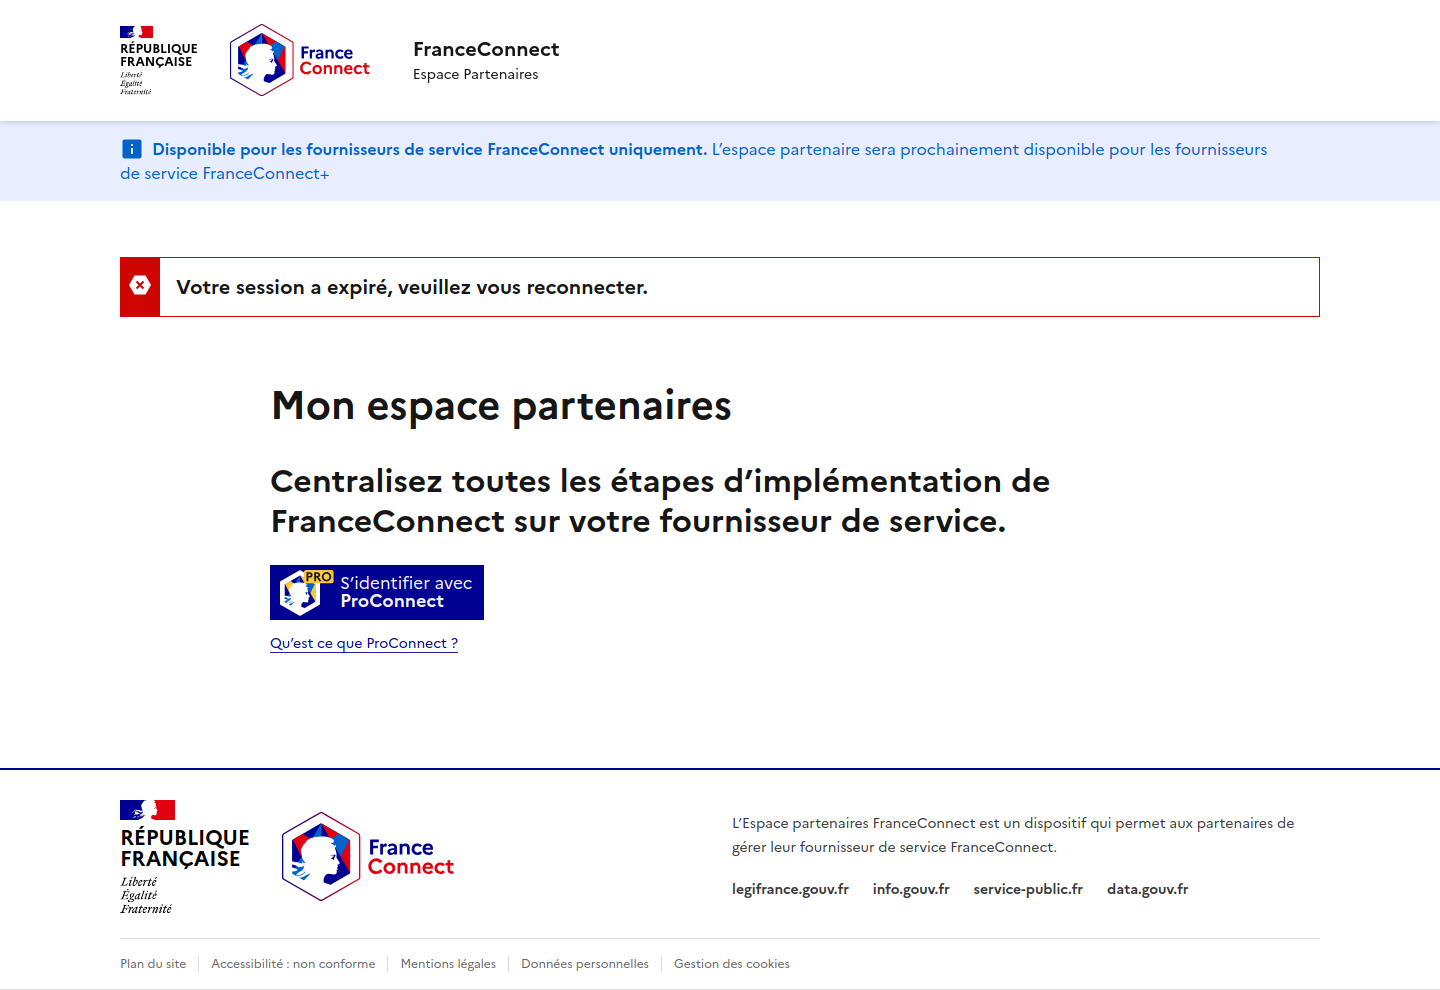 RÉPUBLIQUE
FRANÇAISE
Liberté
Égalité
Fraternité
France
Connect
FranceConnect
Espace Partenaires
Disponible pour les fournisseurs de service FranceConnect uniquement. L’espace partenaire sera prochainement disponible pour les fournisseurs
de service FranceConnect+
Votre session a expiré, veuillez vous reconnecter.
Mon espace partenaires
Centralisez toutes les étapes d’implémentation de
FranceConnect sur votre fournisseur de service.
PRO
S’identifier avec
ProConnect
Qu’est ce que ProConnect ?
RÉPUBLIQUE
FRANÇAISE
Liberté
Égalité
Fraternité
France
Connect
L’Espace partenaires FranceConnect est un dispositif qui permet aux partenaires de
gérer leur fournisseur de service FranceConnect.
legifrance.gouv.fr info.gouv.fr service-public.fr data.gouv.fr
Plan du site Accessibilité : non conforme Mentions légales Données personnelles Gestion des cookies